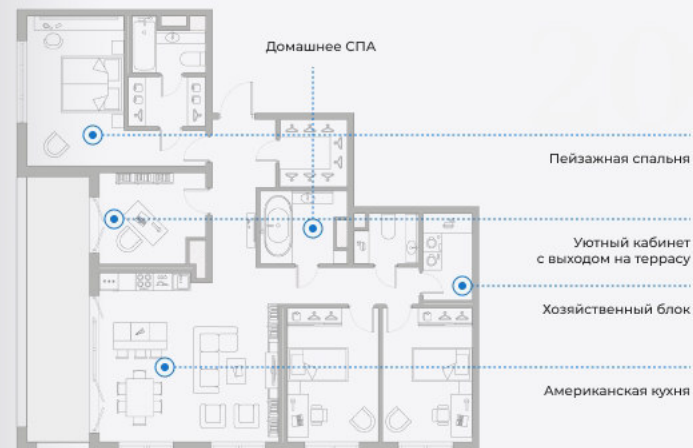 Домашнее СПА
Пейзажная спальня
Уютный кабинет
с выходом на террасу
Хозяйственный блок
Американская кухня